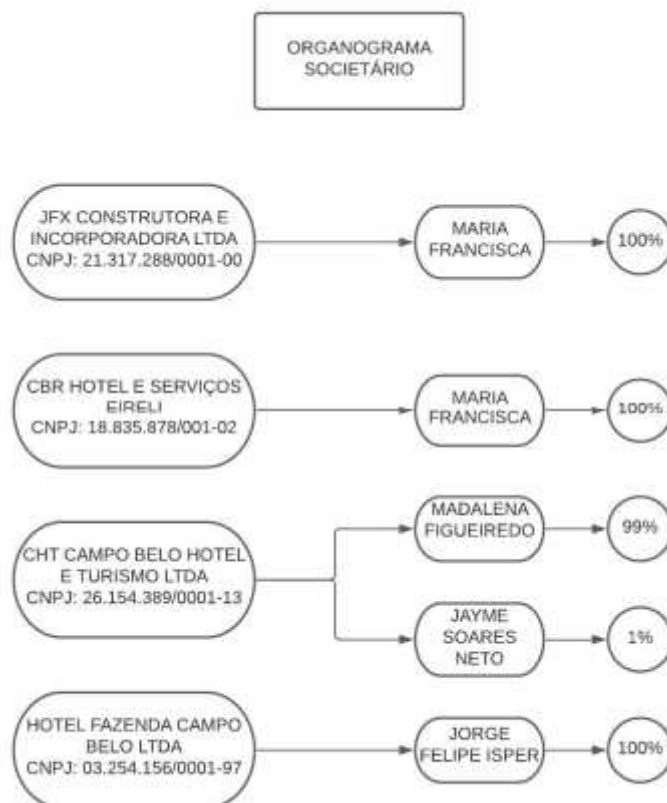 ORGANOGRAMA
SOCIETÁRIO
JFX CONSTRUTORA E
INCORPORADORA LTDA
CNPJ: 21.317.288/0001-00
MARIA
FRANCISCA
100%
CBR HOTEL E SERVIÇOS
EIRELI
CNPJ: 18.835.878/001-02
MARIA
FRANCISCA
100%
CHT CAMPO BELO HOTEL
E TURISMO LTDA
CNPJ: 26.154.389/0001-13
MADALENA
FIGUEIREDO
99%
JAYME
SOARES
NETO
1%
HOTEL FAZENDA CAMPO
BELO LTDA
CNPJ: 03.254.156/0001-97
JORGE
FELIPE ISPER
100%